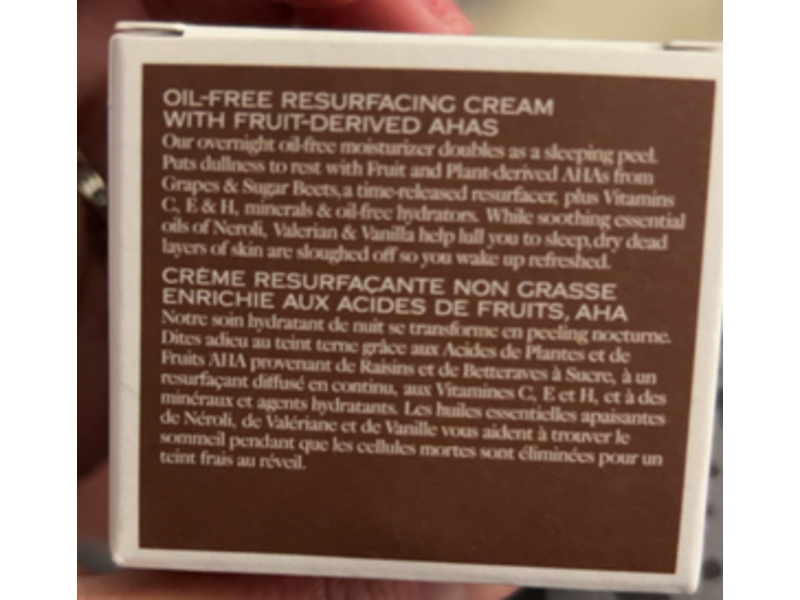 OIL-FREE RESURFACING CREAM
WITH FRUIT-DERIVED AHAS
Our overnight oil-free moisturizer doubles as a sleeping peel.
Puts dullness to rest with Fruit and Plant-derived AHAs from
Grapes & Sugar Beets, a time-released resurfacer, plus Vitamins
C, E & H, minerals & oil-free hydrators. While soothing essential
oils of Neroli, Valerian & Vanilla help lull you to sleep, dry dead
layers of skin are sloughed off so you wake up refreshed.
CRÈME RESURFAÇANTE NON GRASSE
ENRICHIE AUX ACIDES DE FRUITS, AHA
Notre soin hydratant de nuit se transforme en peeling nocturne.
Dites adieu au teint terne grâce aux Acides de Plantes et de
Fruits AHA provenant de Raisins et de Betteraves à Sucre, à un
resurfaçant diffusé en continu, aux Vitamines C, E et H, et à des
minéraux et agents hydratants. Les huiles essentielles apaisantes
de Néroli, de Valériane et de Vanille vous aident à trouver le
sommeil pendant que les cellules mortes sont éliminées pour un
teint frais au réveil.